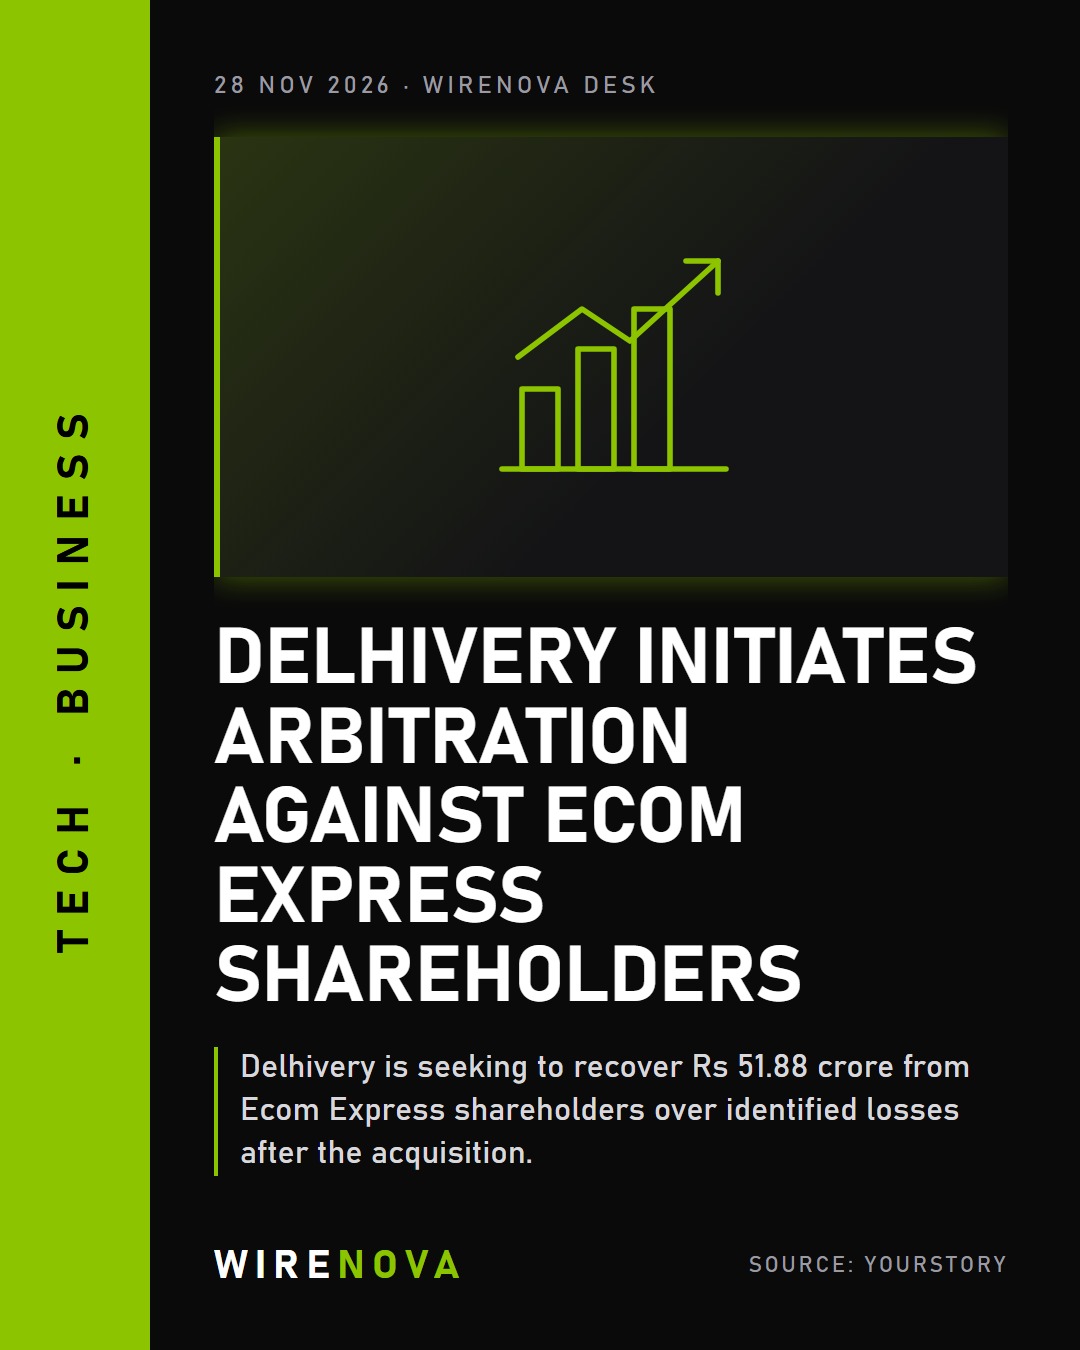 TECH · BUSINESS
28 NOV 2026 · WIRENOVA DESK
DELHIVERY INITIATES
ARBITRATION
AGAINST ECOM
EXPRESS
SHAREHOLDERS
Delhivery is seeking to recover Rs 51.88 crore from
Ecom Express shareholders over identified losses
after the acquisition.
WIRENOVA
SOURCE: YOURSTORY